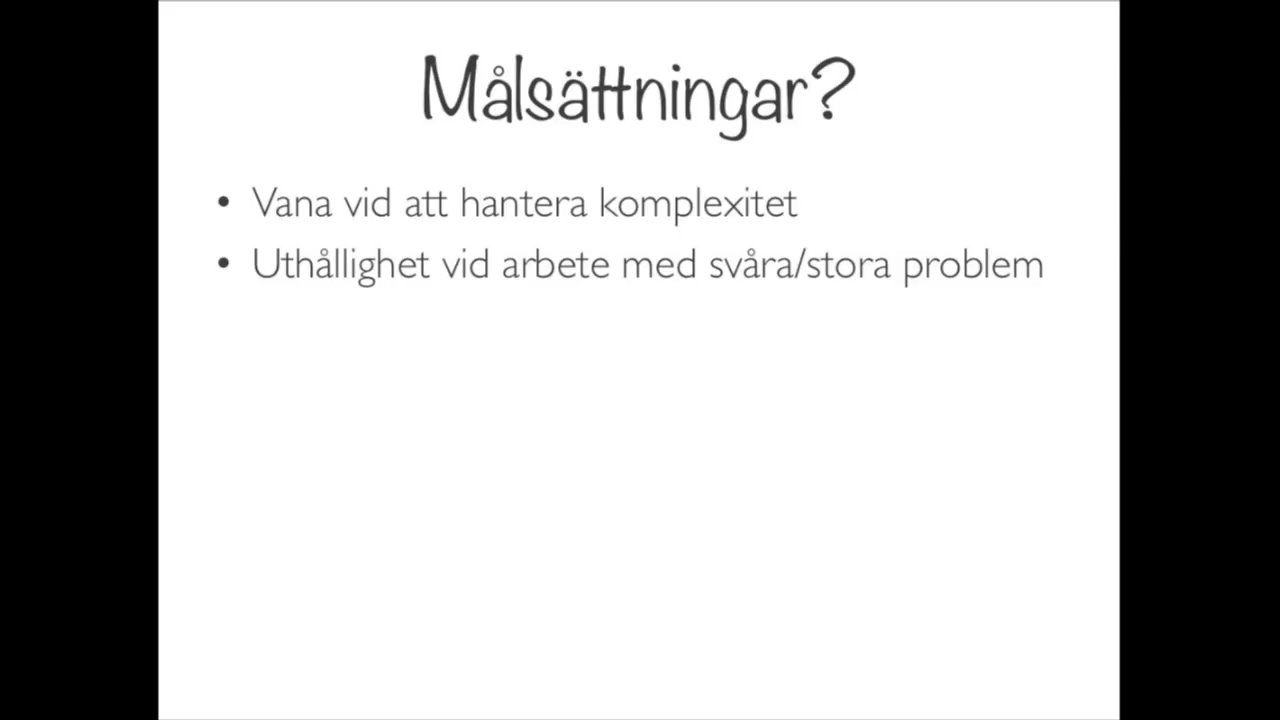 Målsättningar?
• Vana vid att hantera komplexitet
• Uthållighet vid arbete med svåra/stora problem